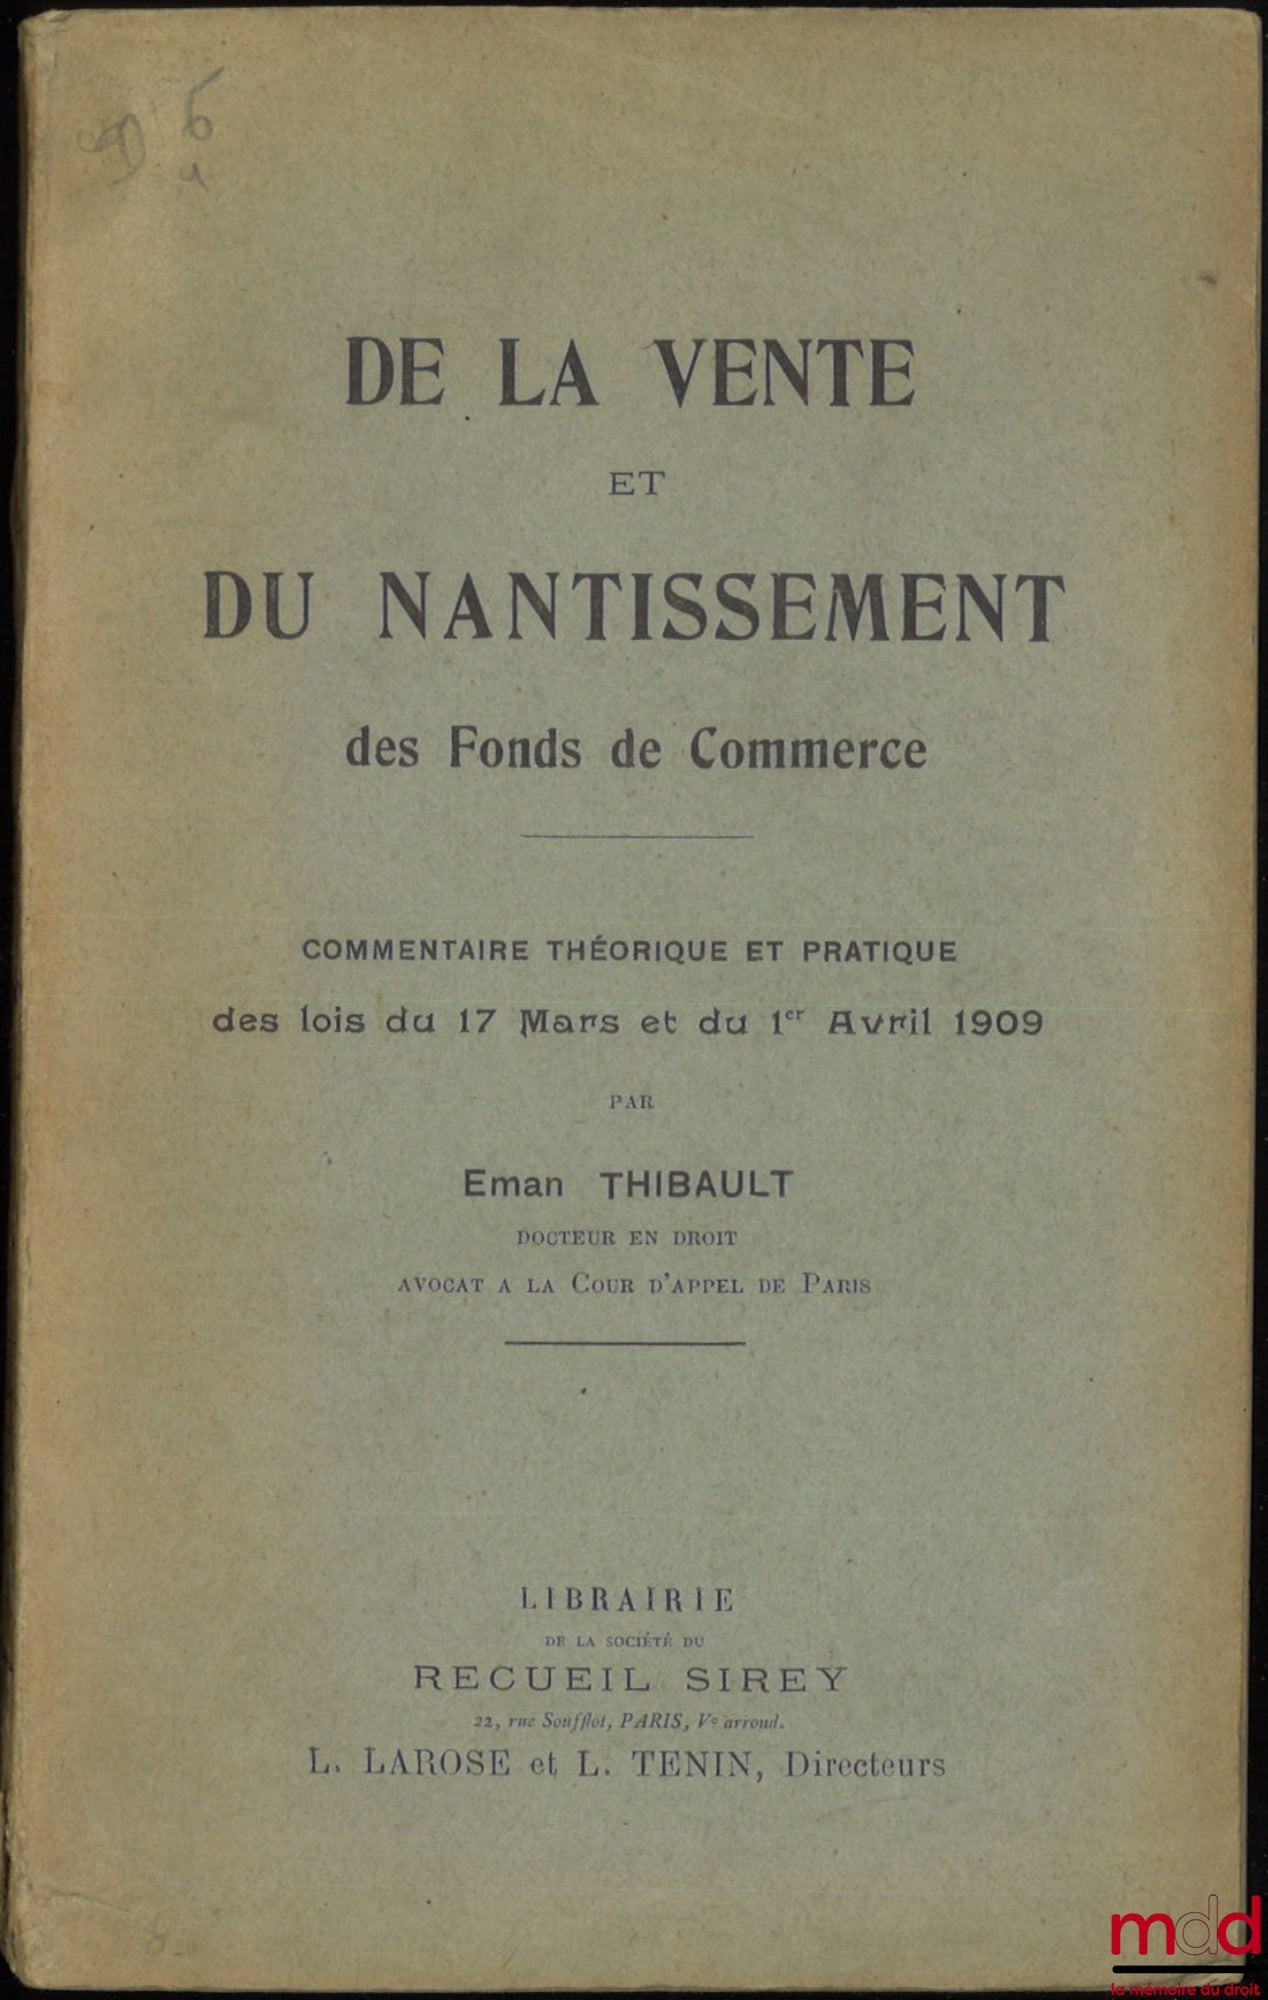 DE LA VENTE
ET
DU NANTISSEMENT
des Fonds de Commerce
COMMENTAIRE THÉORIQUE ET PRATIQUE
des lois du 17 Mars et du 1er Avril 1909
PAR
Eman THIBAULT
DOCTEUR EN DROIT
AVOCAT A LA COUR D'APPEL DE PARIS
LIBRAIRIE
DE LA SOCIÉTÉ DU
RECUEIL SIREY
22, rue Soufflot, PARIS, Ve arrond.
L. LAROSE et L. TENIN, Directeurs
mdd
la mémoire du droit